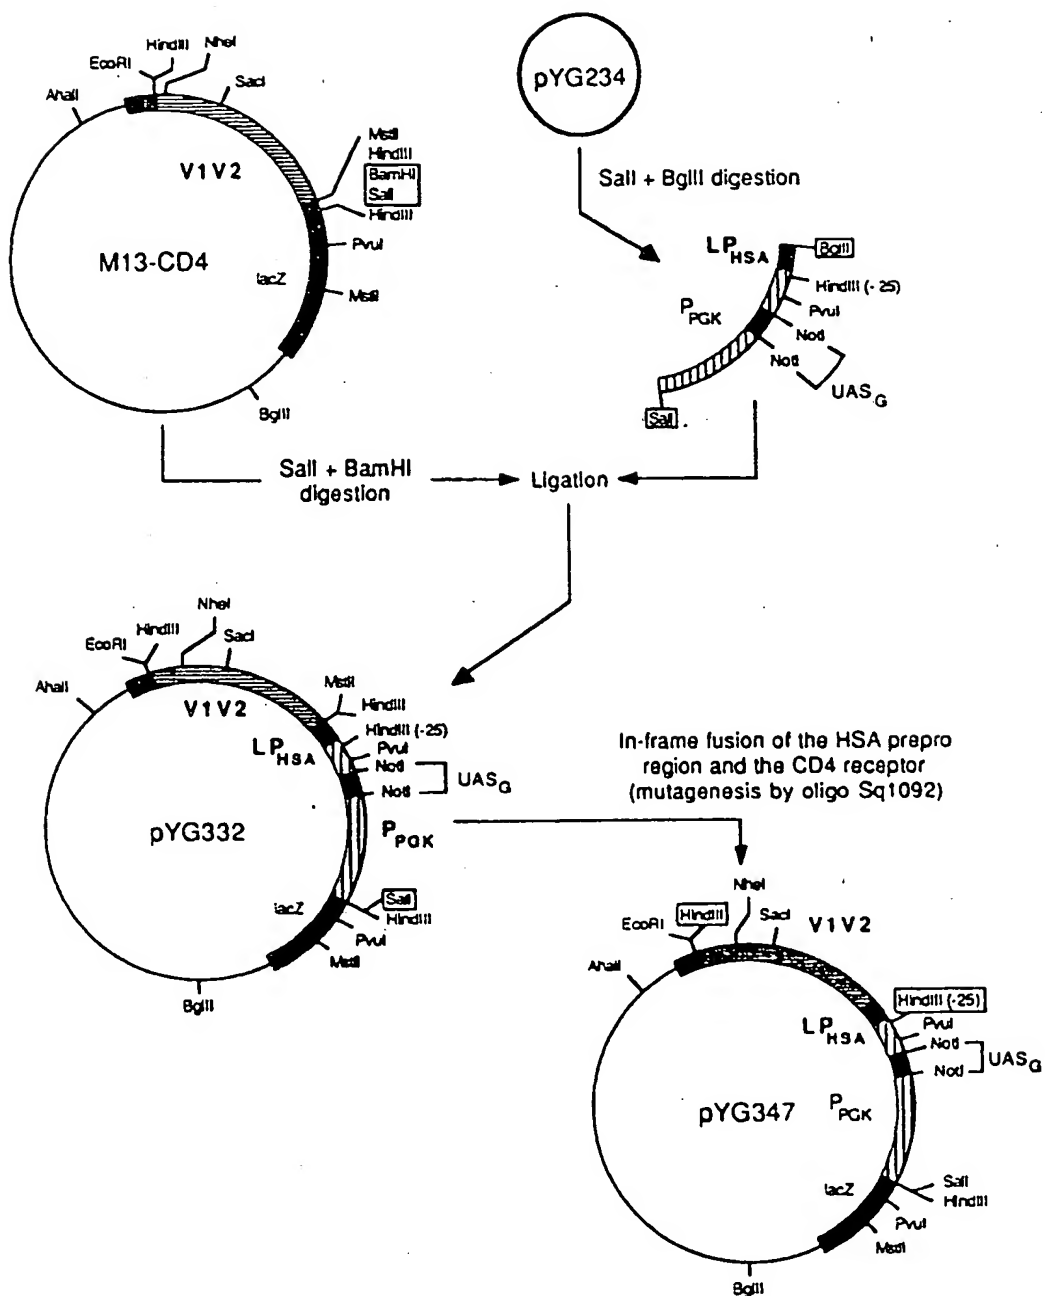 HindIII
NheI
EcoRI
SacI
AhaII
V1V2
MstII
HindIII
BamHI
SalI
HindIII
PvuI
M13-CD4
lacZ
MstII
BglII
pYG234
SalI + BglII digestion
LP HSA
BglII
HindIII (-25)
PvuI
P PGK
NotI
NotI
UAS G
SalI
SalI + BamHI
digestion
Ligation
NheI
HindIII
SacI
EcoRI
AhaII
V1V2
MstII
HindIII
HindIII (-25)
LP HSA
PvuI
NotI
UAS G
NotI
pYG332
P PGK
lacZ
SalI
HindIII
PvuI
MstII
BglII
In-frame fusion of the HSA prepro
region and the CD4 receptor
(mutagenesis by oligo Sq1092)
NheI
HindIII
SacI
EcoRI
V1V2
AhaII
HindIII (-25)
LP HSA
PvuI
NotI
UAS G
NotI
P PGK
pYG347
lacZ
SalI
HindIII
PvuI
MstII
BglII